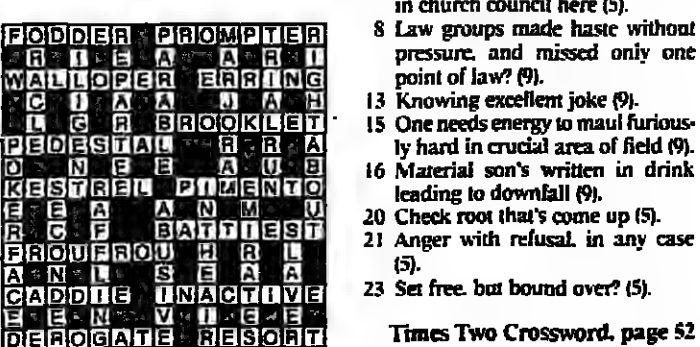 FODDER PROMPTER
R I E A A R I
WALLOPER ERRING
C I A A J A H
L G R BROOKLET
PEDESTAL R R A
O N E E A U B
KESTREL PIMENTO
E E A A N M U
R C F BATTIEST
FROUFROU H R L
A N L S E A A
CADDIE INACTIVE
E E N V I E E
DEROGATE RESORT
in church council here (5).
8 Law groups made haste without
pressure, and missed only one
point of law? (9).
13 Knowing excellent joke (9).
15 One needs energy to maul furious-
ly hard in crucial area of field (9).
16 Material son's written in drink
leading to downfall (9).
20 Check root that's come up (5).
21 Anger with refusal, in any case
(5).
23 Set free, but bound over? (5).
Times Two Crossword, page 52